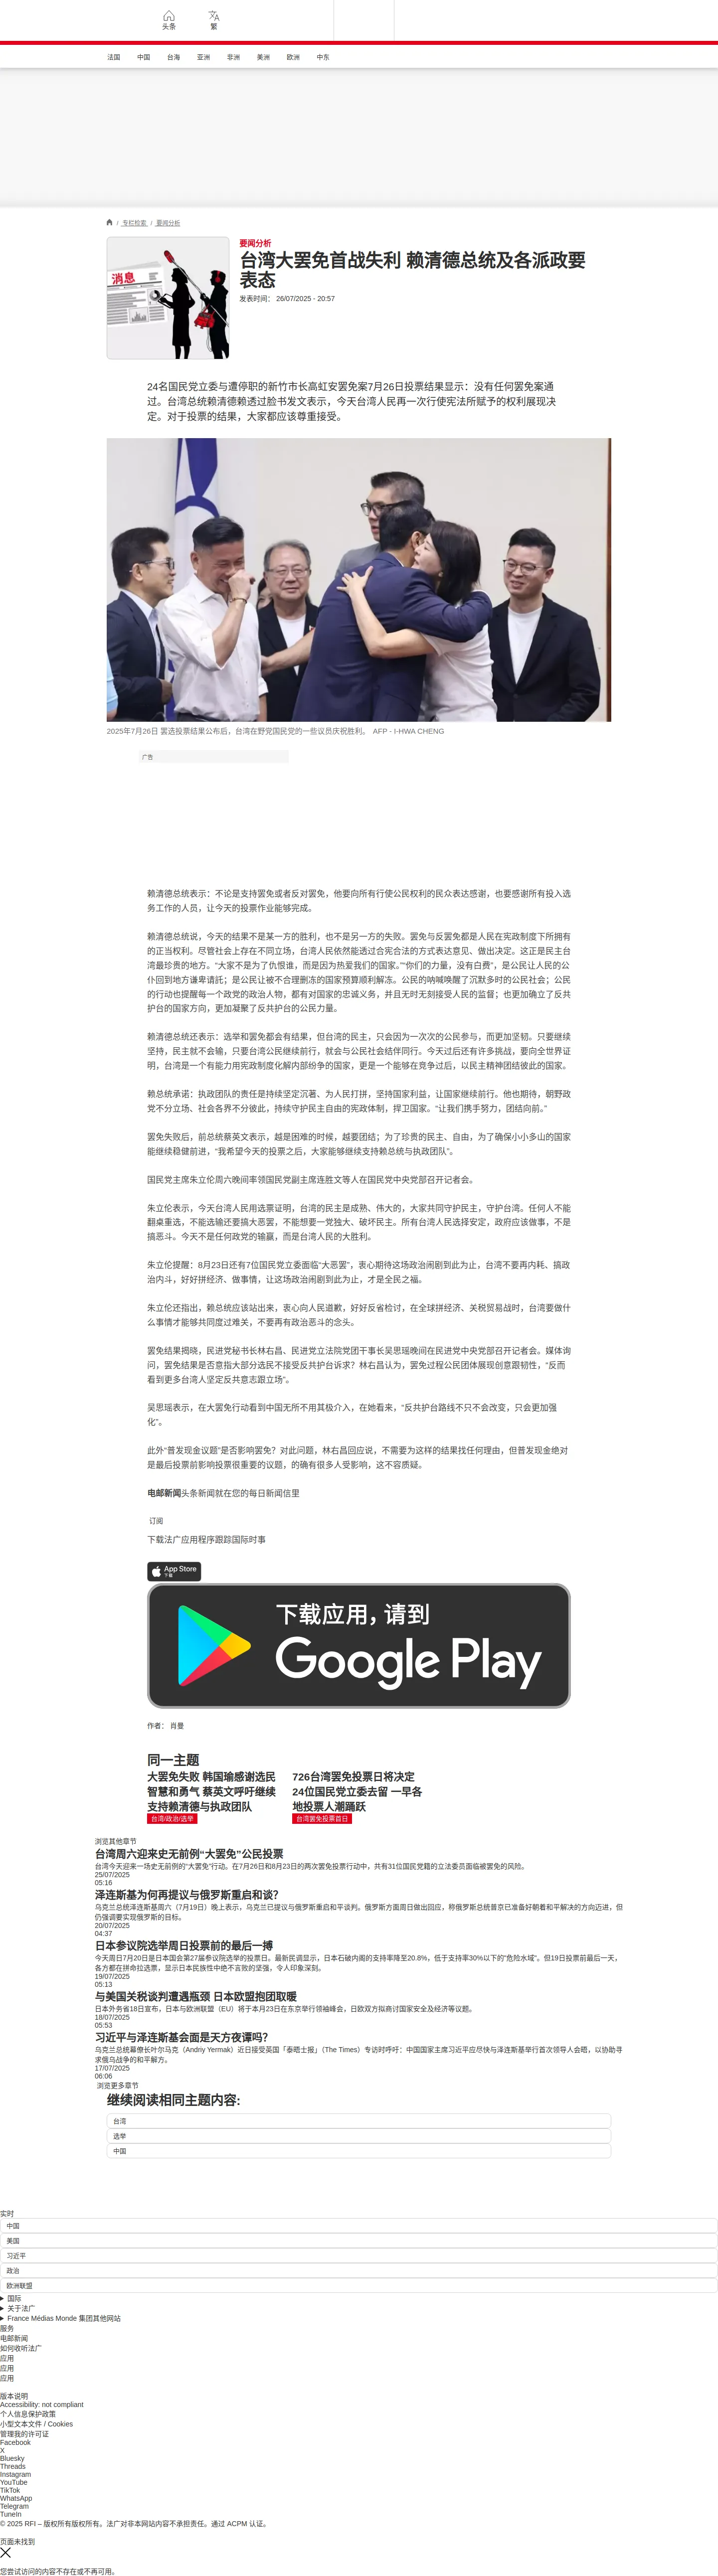 头条
繁
法国
中国
台海
亚洲
非洲
美洲
欧洲
中东
/ 专栏检索 / 要闻分析
消息
要闻分析
台湾大罢免首战失利 赖清德总统及各派政要
表态
发表时间： 26/07/2025 - 20:57
24名国民党立委与遭停职的新竹市长高虹安罢免案7月26日投票结果显示：没有任何罢免案通
过。台湾总统赖清德赖透过脸书发文表示，今天台湾人民再一次行使宪法所赋予的权利展现决
定。对于投票的结果，大家都应该尊重接受。
2025年7月26日 罢选投票结果公布后，台湾在野党国民党的一些议员庆祝胜利。 AFP - I-HWA CHENG
广告
赖清德总统表示：不论是支持罢免或者反对罢免，他要向所有行使公民权利的民众表达感谢，也要感谢所有投入选
务工作的人员，让今天的投票作业能够完成。
赖清德总统说，今天的结果不是某一方的胜利，也不是另一方的失败。罢免与反罢免都是人民在宪政制度下所拥有
的正当权利。尽管社会上存在不同立场，台湾人民依然能透过合宪合法的方式表达意见、做出决定。这正是民主台
湾最珍贵的地方。“大家不是为了仇恨谁，而是因为热爱我们的国家。”“你们的力量，没有白费”，是公民让人民的公
仆回到地方谦卑请託；是公民让被不合理删冻的国家预算顺利解冻。公民的呐喊唤醒了沉默多时的公民社会；公民
的行动也提醒每一个政党的政治人物，都有对国家的忠诚义务，并且无时无刻接受人民的监督；也更加确立了反共
护台的国家方向，更加凝聚了反共护台的公民力量。
赖清德总统还表示：选举和罢免都会有结果，但台湾的民主，只会因为一次次的公民参与，而更加坚韧。只要继续
坚持，民主就不会输，只要台湾公民继续前行，就会与公民社会结伴同行。今天过后还有许多挑战，要向全世界证
明，台湾是一个有能力用宪政制度化解内部纷争的国家，更是一个能够在竞争过后，以民主精神团结彼此的国家。
赖总统承诺：执政团队的责任是持续坚定沉著、为人民打拼，坚持国家利益，让国家继续前行。他也期待，朝野政
党不分立场、社会各界不分彼此，持续守护民主自由的宪政体制，捍卫国家。“让我们携手努力，团结向前。”
罢免失败后，前总统蔡英文表示，越是困难的时候，越要团结；为了珍贵的民主、自由，为了确保小小多山的国家
能继续稳健前进，“我希望今天的投票之后，大家能够继续支持赖总统与执政团队”。
国民党主席朱立伦周六晚间率领国民党副主席连胜文等人在国民党中央党部召开记者会。
朱立伦表示，今天台湾人民用选票证明，台湾的民主是成熟、伟大的，大家共同守护民主，守护台湾。任何人不能
翻桌重选，不能选输还要搞大恶罢，不能想要一党独大、破坏民主。所有台湾人民选择安定，政府应该做事，不是
搞恶斗。今天不是任何政党的输赢，而是台湾人民的大胜利。
朱立伦提醒：8月23日还有7位国民党立委面临“大恶罢”，衷心期待这场政治闹剧到此为止，台湾不要再内耗、搞政
治内斗，好好拼经济、做事情，让这场政治闹剧到此为止，才是全民之福。
朱立伦还指出，赖总统应该站出来，衷心向人民道歉，好好反省检讨，在全球拼经济、关税贸易战时，台湾要做什
么事情才能够共同度过难关，不要再有政治恶斗的念头。
罢免结果揭晓，民进党秘书长林右昌、民进党立法院党团干事长吴思瑶晚间在民进党中央党部召开记者会。媒体询
问，罢免结果是否意指大部分选民不接受反共护台诉求？林右昌认为，罢免过程公民团体展现创意跟韧性，“反而
看到更多台湾人坚定反共意志跟立场”。
吴思瑶表示，在大罢免行动看到中国无所不用其极介入，在她看来，“反共护台路线不只不会改变，只会更加强
化”。
此外“普发现金议题”是否影响罢免？对此问题，林右昌回应说，不需要为这样的结果找任何理由，但普发现金绝对
是最后投票前影响投票很重要的议题，的确有很多人受影响，这不容质疑。
电邮新闻头条新闻就在您的每日新闻信里
订阅
下载法广应用程序跟踪国际时事
App Store
下载
下载应用，请到
Google Play
作者： 肖曼
同一主题
大罢免失败 韩国瑜感谢选民
智慧和勇气 蔡英文呼吁继续
支持赖清德与执政团队
台湾/政治/选举
726台湾罢免投票日将决定
24位国民党立委去留 一早各
地投票人潮踊跃
台湾罢免投票首日
浏览其他章节
台湾周六迎来史无前例“大罢免”公民投票
台湾今天迎来一场史无前例的“大罢免”行动。在7月26日和8月23日的两次罢免投票行动中，共有31位国民党籍的立法委员面临被罢免的风险。
25/07/2025
05:16
泽连斯基为何再提议与俄罗斯重启和谈？
乌克兰总统泽连斯基周六（7月19日）晚上表示，乌克兰已提议与俄罗斯重启和平谈判。俄罗斯方面周日做出回应，称俄罗斯总统普京已准备好朝着和平解决的方向迈进，但
仍强调要实现俄罗斯的目标。
20/07/2025
04:37
日本参议院选举周日投票前的最后一搏
今天周日7月20日是日本国会第27届参议院选举的投票日。最新民调显示，日本石破内阁的支持率降至20.8%，低于支持率30%以下的"危险水域"。但19日投票前最后一天，
各方都在拼命拉选票，显示日本民族性中绝不言败的坚强，令人印象深刻。
19/07/2025
05:13
与美国关税谈判遭遇瓶颈 日本欧盟抱团取暖
日本外务省18日宣布，日本与欧洲联盟（EU）将于本月23日在东京举行领袖峰会，日欧双方拟商讨国家安全及经济等议题。
18/07/2025
05:53
习近平与泽连斯基会面是天方夜谭吗？
乌克兰总统幕僚长叶尔马克（Andriy Yermak）近日接受英国「泰晤士报」（The Times）专访时呼吁：中国国家主席习近平应尽快与泽连斯基举行首次领导人会晤，以协助寻
求俄乌战争的和平解方。
17/07/2025
06:06
浏览更多章节
继续阅读相同主题内容:
台湾
选举
中国
实时
中国
美国
习近平
政治
欧洲联盟
国际
关于法广
France Médias Monde 集团其他网站
服务
电邮新闻
如何收听法广
应用
应用
应用
版本说明
Accessibility: not compliant
个人信息保护政策
小型文本文件 / Cookies
管理我的许可证
Facebook
X
Bluesky
Threads
Instagram
YouTube
TikTok
WhatsApp
Telegram
TuneIn
© 2025 RFI – 版权所有版权所有。法广对非本网站内容不承担责任。通过 ACPM 认证。
页面未找到
您尝试访问的内容不存在或不再可用。